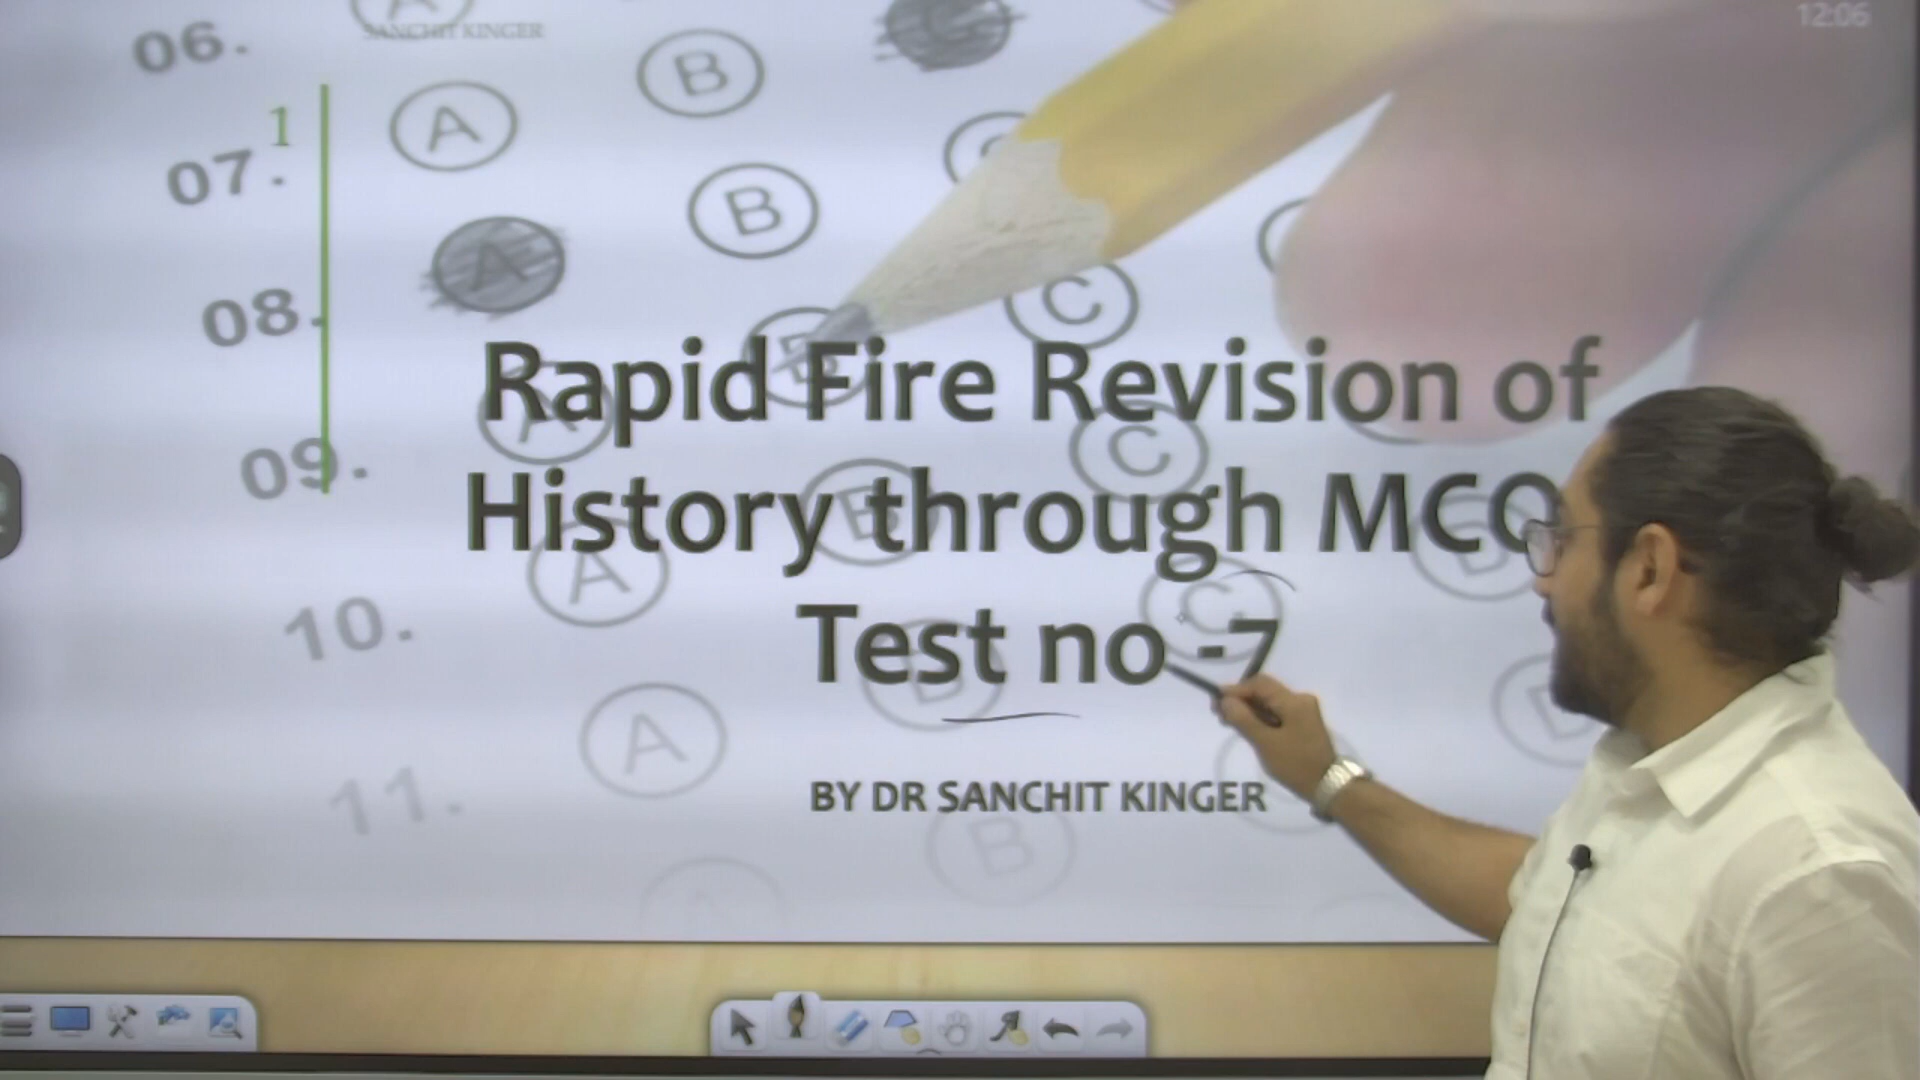 12:06
SANCHIT KINGER
06.
A
B
1
07.
A
B
C
08.
A
B
C
09.
A
B
C
D
10.
A
B
C
D
11.
A
B
Rapid Fire Revision of
History through MCQ
Test no -7
BY DR SANCHIT KINGER